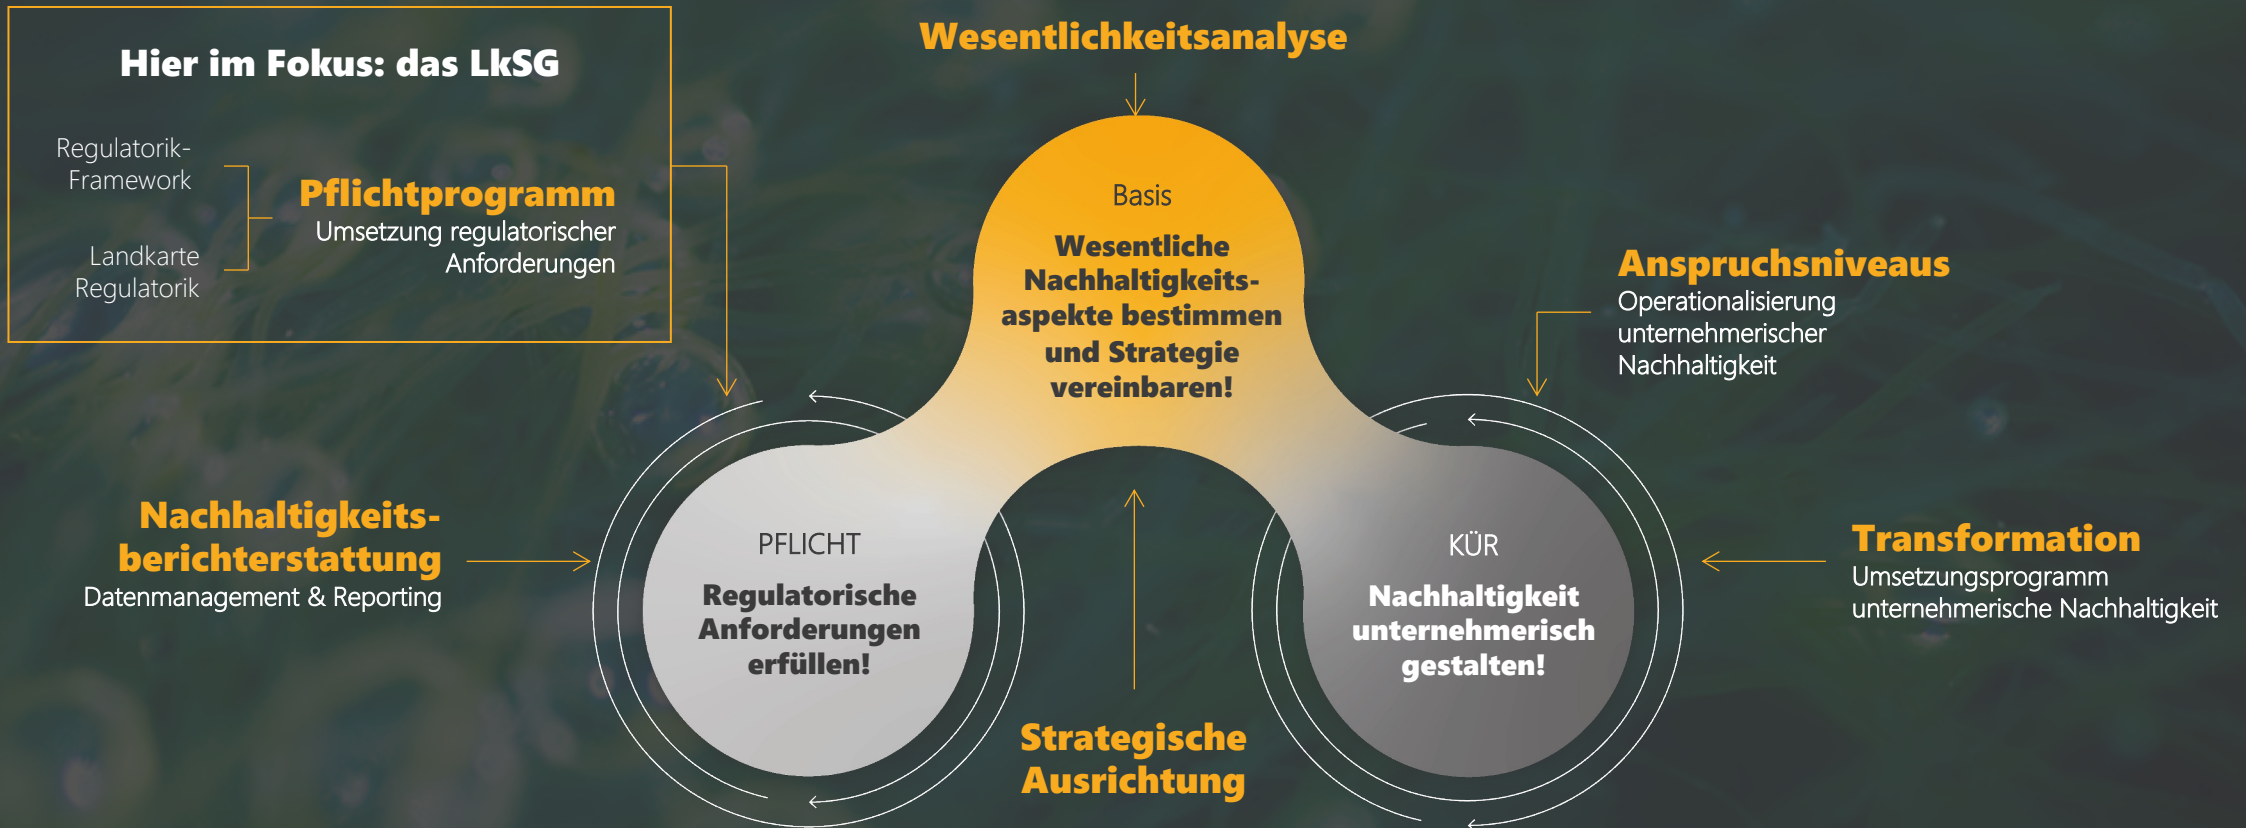 Hier im Fokus: das LkSG
Regulatorik-
Framework
Landkarte
Regulatorik
Pflichtprogramm
Umsetzung regulatorischer
Anforderungen
Wesentlichkeitsanalyse
Basis
Wesentliche
Nachhaltigkeits-
aspekte bestimmen
und Strategie
vereinbaren!
Anspruchsniveaus
Operationalisierung
unternehmerischer
Nachhaltigkeit
Nachhaltigkeits-
berichterstattung
Datenmanagement & Reporting
PFLICHT
Regulatorische
Anforderungen
erfüllen!
KÜR
Nachhaltigkeit
unternehmerisch
gestalten!
Transformation
Umsetzungsprogramm
unternehmerische Nachhaltigkeit
Strategische
Ausrichtung